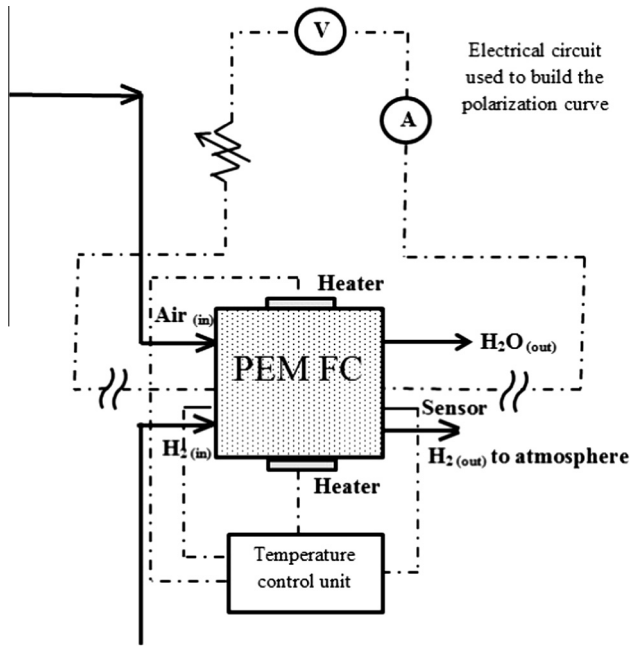 V
Electrical circuit
used to build the
polarization curve
A
Heater
Air (in)
H₂O (out)
PEM FC
Sensor
H₂ (in)
H₂ (out) to atmosphere
Heater
Temperature
control unit